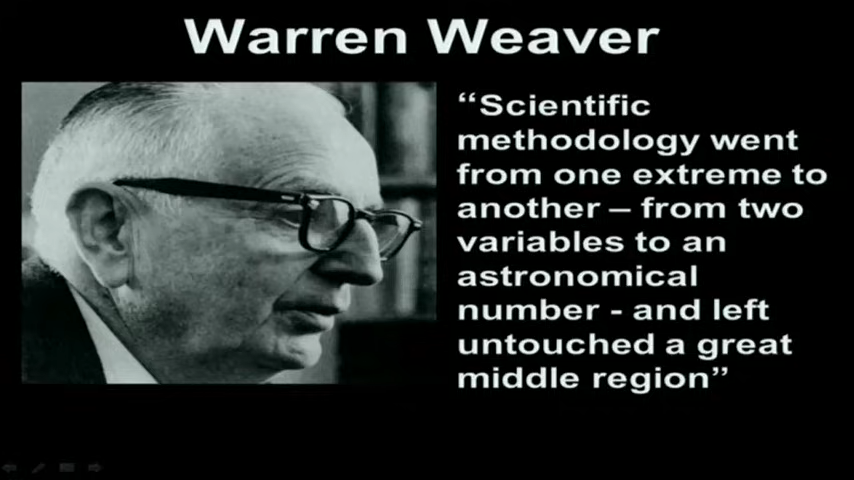 Warren Weaver
“Scientific
methodology went
from one extreme to
another – from two
variables to an
astronomical
number - and left
untouched a great
middle region”